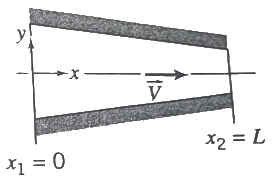 y
x
V⃗
x₂ = L
x₁ = 0